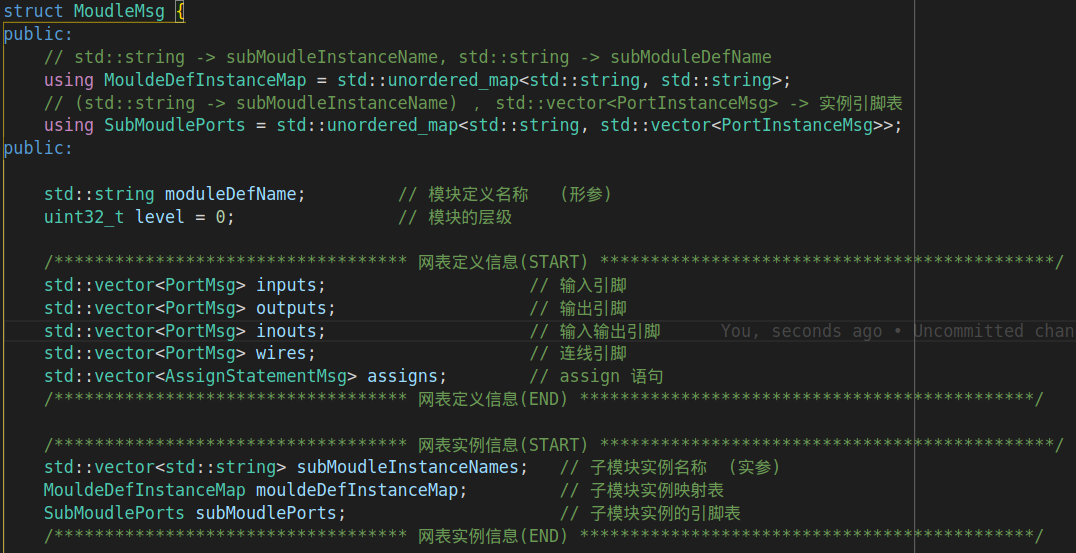 struct MoudleMsg {
public:
    // std::string -> subMoudleInstanceName, std::string -> subModuleDefName
    using MouldeDefInstanceMap = std::unordered_map<std::string, std::string>;
    // (std::string -> subMoudleInstanceName) , std::vector<PortInstanceMsg> -> 实例引脚表
    using SubMoudlePorts = std::unordered_map<std::string, std::vector<PortInstanceMsg>>;
public:
    std::string moduleDefName;         // 模块定义名称   (形参)
    uint32_t level = 0;                // 模块的层级
    /*********************************** 网表定义信息(START) *********************************************/
    std::vector<PortMsg> inputs;                    // 输入引脚
    std::vector<PortMsg> outputs;                   // 输出引脚
    std::vector<PortMsg> inouts;                    // 输入输出引脚      You, seconds ago • Uncommitted chan
    std::vector<PortMsg> wires;                     // 连线引脚
    std::vector<AssignStatementMsg> assigns;        // assign 语句
    /*********************************** 网表定义信息(END) *********************************************/
    /*********************************** 网表实例信息(START) *********************************************/
    std::vector<std::string> subMoudleInstanceNames;   // 子模块实例名称  (实参)
    MouldeDefInstanceMap mouldeDefInstanceMap;         // 子模块实例映射表
    SubMoudlePorts subMoudlePorts;                     // 子模块实例的引脚表
    /*********************************** 网表实例信息(END) *********************************************/